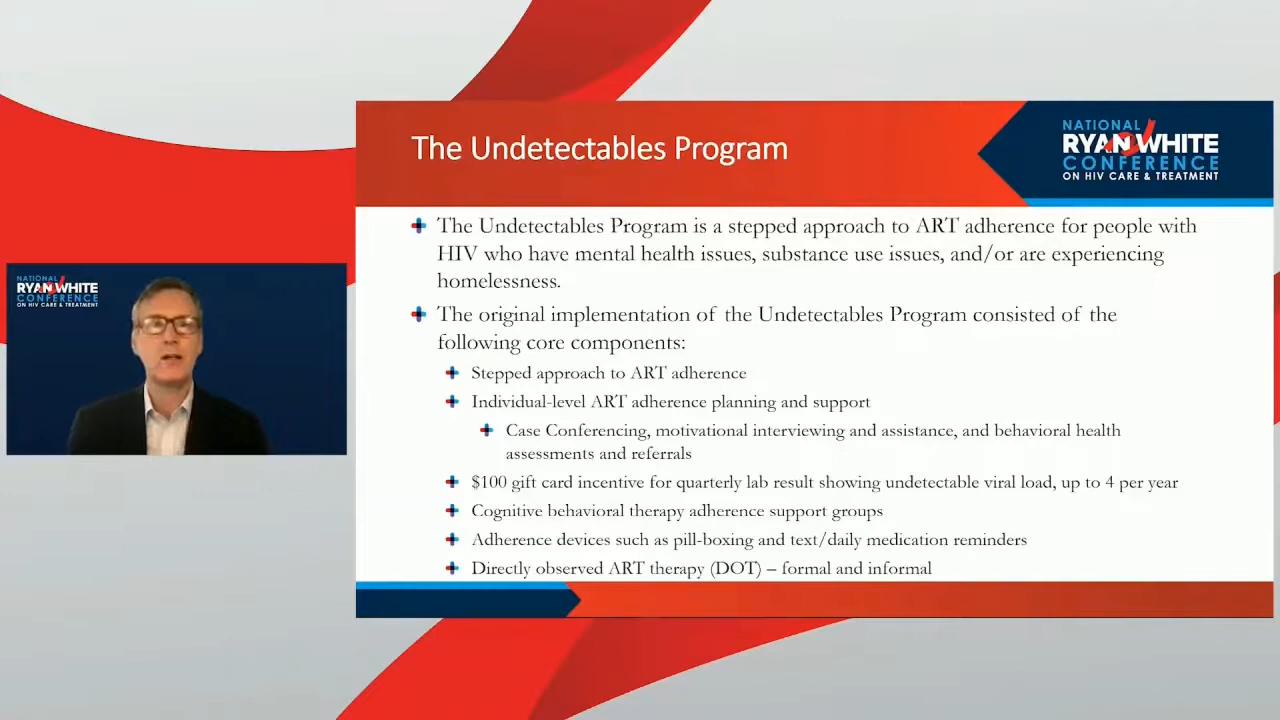 The Undetectables Program
NATIONAL
RYAN WHITE
CONFERENCE
ON HIV CARE & TREATMENT
The Undetectables Program is a stepped approach to ART adherence for people with
HIV who have mental health issues, substance use issues, and/or are experiencing
homelessness.
The original implementation of the Undetectables Program consisted of the
following core components:
Stepped approach to ART adherence
Individual-level ART adherence planning and support
Case Conferencing, motivational interviewing and assistance, and behavioral health
assessments and referrals
$100 gift card incentive for quarterly lab result showing undetectable viral load, up to 4 per year
Cognitive behavioral therapy adherence support groups
Adherence devices such as pill-boxing and text/daily medication reminders
Directly observed ART therapy (DOT) – formal and informal
NATIONAL
RYAN WHITE
CONFERENCE
ON HIV CARE & TREATMENT